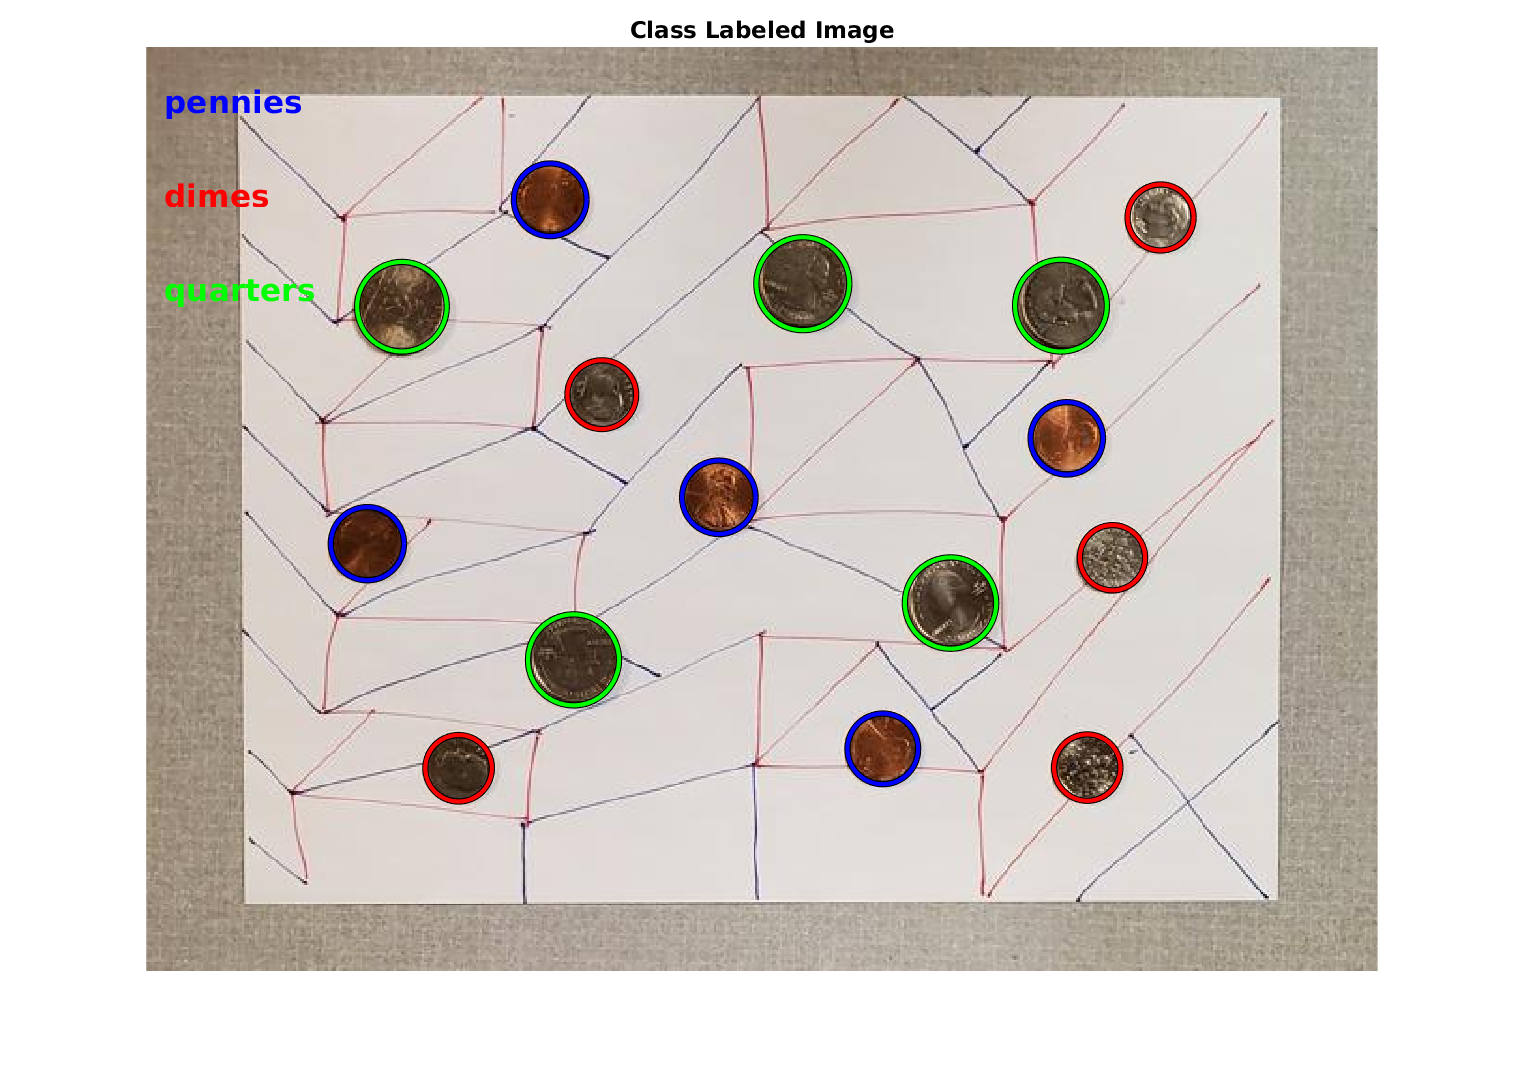 Class Labeled Image
pennies
dimes
quarters